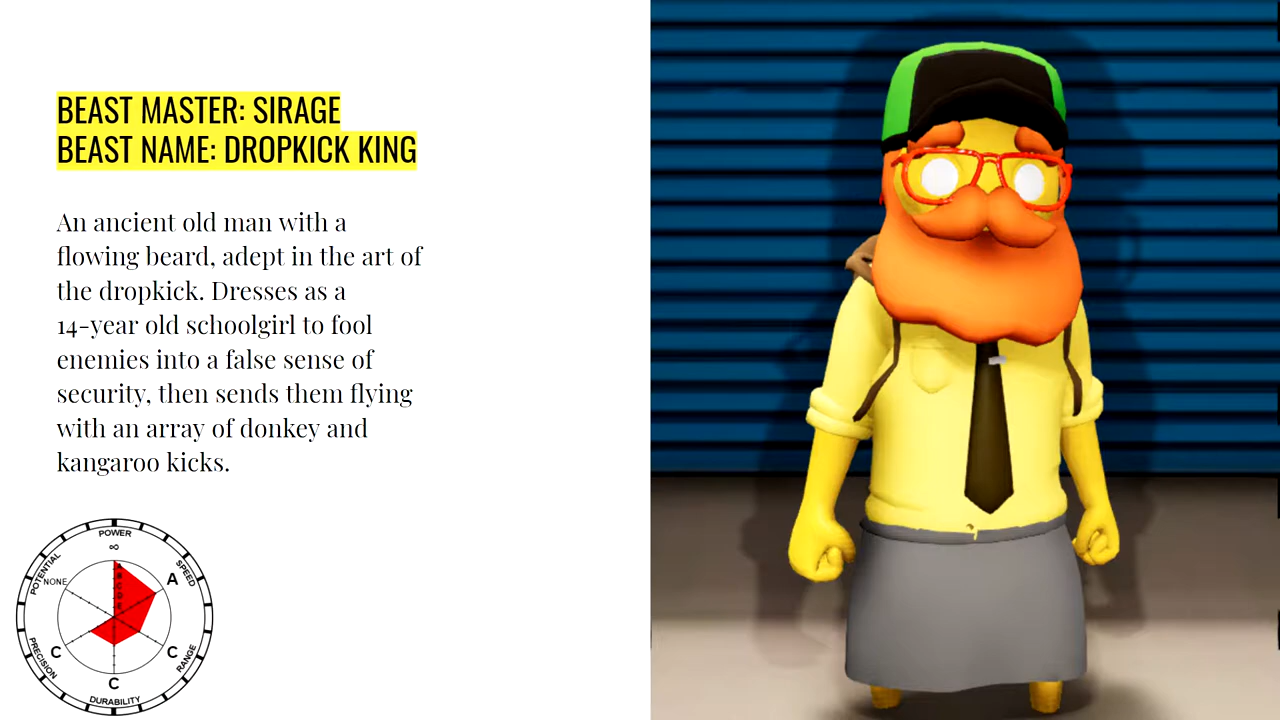 BEAST MASTER: SIRAGE
BEAST NAME: DROPKICK KING
An ancient old man with a
flowing beard, adept in the art of
the dropkick. Dresses as a
14-year old schoolgirl to fool
enemies into a false sense of
security, then sends them flying
with an array of donkey and
kangaroo kicks.
POWER
∞
SPEED
A
RANGE
C
DURABILITY
C
PRECISION
C
POTENTIAL
NONE